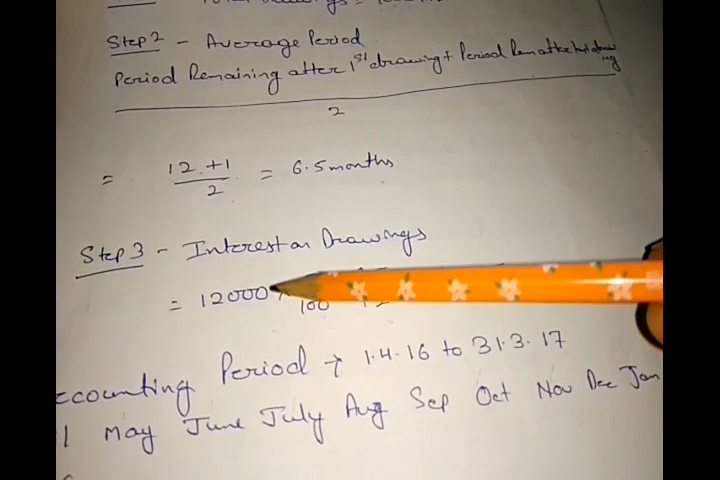 Step 2 - Average Period
Period Remaining after 1st drawing + Period Rem after last drawing
2
= 12 + 1 / 2 = 6.5 months
Step 3 - Interest on Drawings
= 12000 × 100 12
ccounting Period → 1.4.16 to 31.3.17
May June July Aug Sep Oct Nov Dec Jan